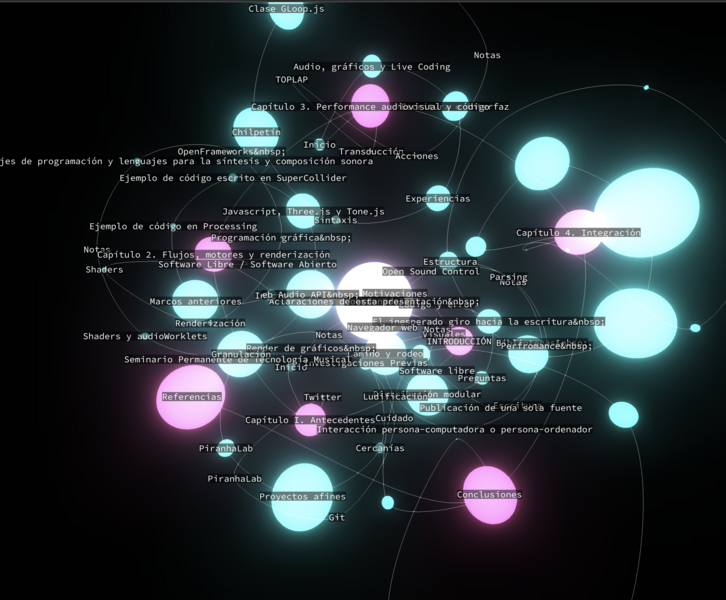 Clase GLoop.js
Notas
Audio, gráficos y Live Coding
TOPLAP
Capítulo 3. Performance audiovisual y código
Chilpetín
Inicio
OpenFrameworks&nbsp;
Transducción
Acciones
jes de programación y lenguajes para la síntesis y composición sonora
Ejemplo de código escrito en SuperCollider
Experiencias
Javascript, Three.js y Tone.js
Sintaxis
Ejemplo de código en Processing
Capítulo 4. Integración
Programación gráfica&nbsp;
Notas
Capítulo 2. Flujos, motores y renderización
Software Libre / Software Abierto
Estructura
Shaders
Open Sound Control
Parsing
Notas
Web Audio API&nbsp;
Motivaciones
Marcos anteriores
Aclaraciones de esta presentación&nbsp;
Renderización
El inesperado giro hacia la escritura&nbsp;
Navegador web
Notas
Shaders y audioWorklets
Notas
Visuales
INTRODUCCIÓN
Render de gráficos&nbsp;
Perfromance&nbsp;
Granulación
Camino y rodeo
Seminario Permanente de Tecnología Musical
Investigaciones Previas
Inicio
Software libre
Preguntas
Referencias
Twitter
Ludificación
modular
Publicación de una sola fuente
Capítulo I. Antecedentes
Cuidado
Interacción persona-computadora o persona-ordenador
PiranhaLab
Cercanías
PiranhaLab
Proyectos afines
Conclusiones
Git